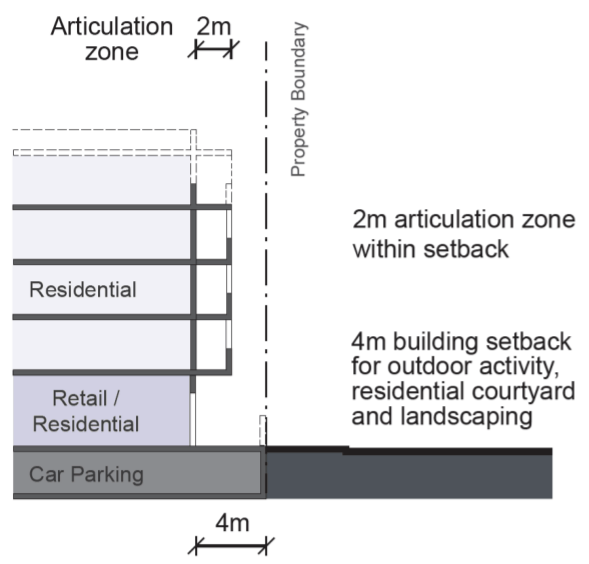 Articulation
zone
2m
Property Boundary
2m articulation zone
within setback
Residential
4m building setback
for outdoor activity,
residential courtyard
and landscaping
Retail /
Residential
Car Parking
4m